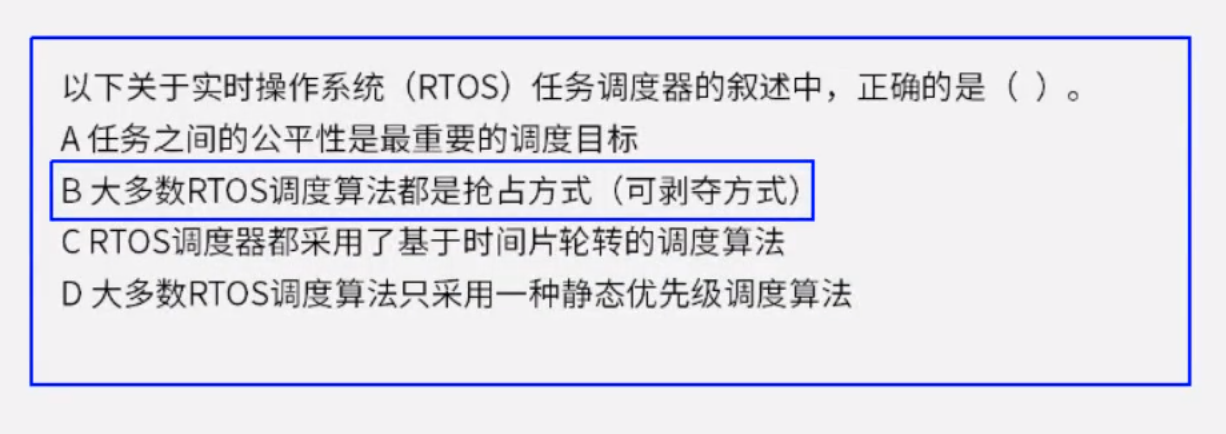 以下关于实时操作系统（RTOS）任务调度器的叙述中，正确的是（ ）。
A 任务之间的公平性是最重要的调度目标
B 大多数RTOS调度算法都是抢占方式（可剥夺方式）
C RTOS调度器都采用了基于时间片轮转的调度算法
D 大多数RTOS调度算法只采用一种静态优先级调度算法